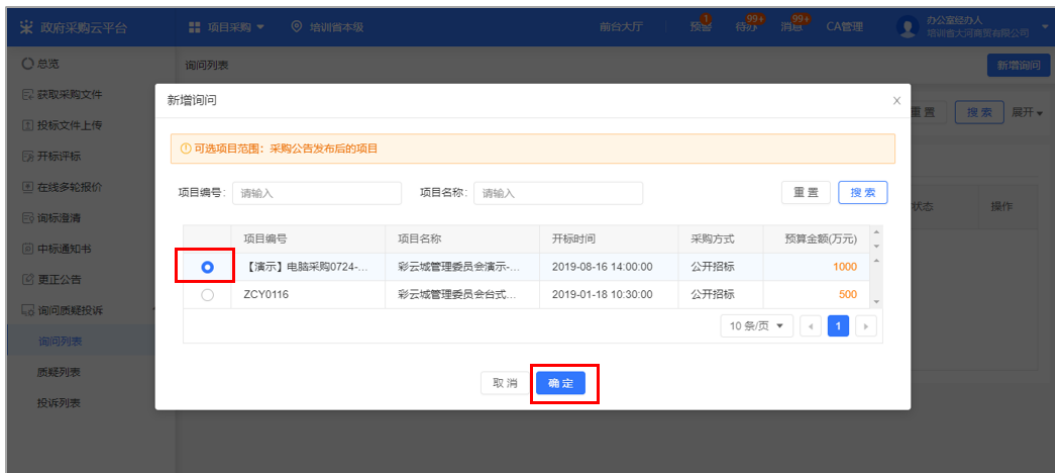 政府采购云平台 项目采购 培训省本级 前台大厅 预警 1 待办 99+ 消息 99+ CA管理 办公室经办人
培训省大河商贸有限公司
总览
获取采购文件
投标文件上传
开标评标
在线多轮报价
询标澄清
中标通知书
更正公告
询问质疑投诉
询问列表
质疑列表
投诉列表
询问列表 新增询问
重置 搜索 展开
状态 操作
新增询问
可选项目范围：采购公告发布后的项目
项目编号: 请输入 项目名称: 请输入 重置 搜索
项目编号 项目名称 开标时间 采购方式 预算金额(万元)
【演示】电脑采购0724-... 彩云城管理委员会演示-... 2019-08-16 14:00:00 公开招标 1000
ZCY0116 彩云城管理委员会台式... 2019-01-18 10:30:00 公开招标 500
10 条/页 1
取消 确定